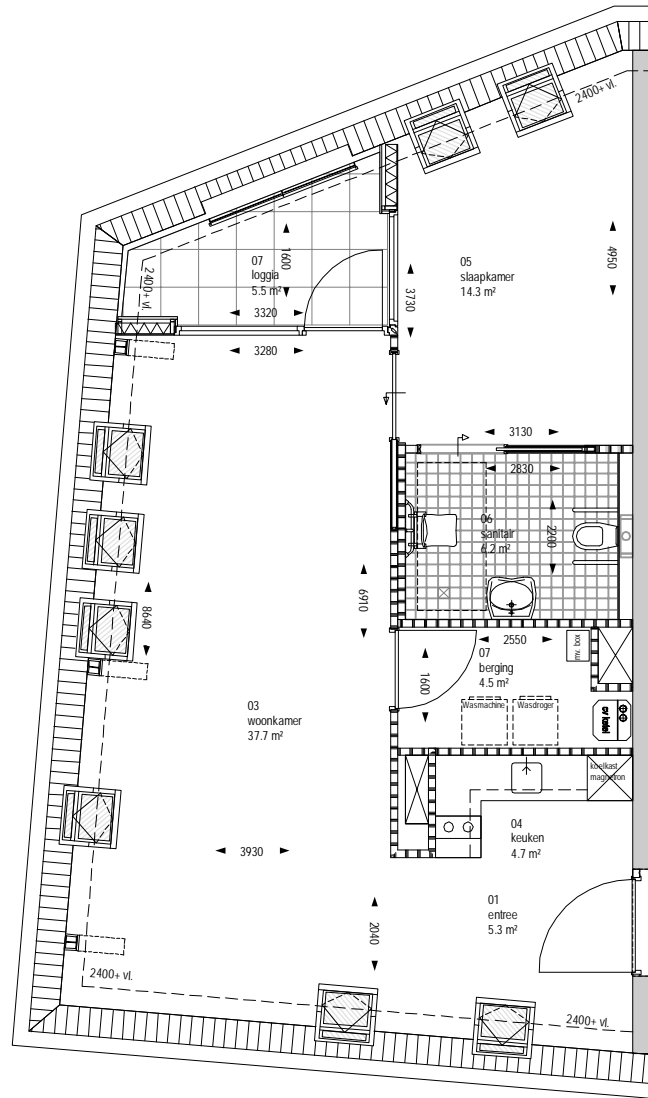 2400+ vl.
2400+ vl.
07
loggia
5.5 m²
1600
3320
3280
05
slaapkamer
14.3 m²
4950
3730
3130
2830
06
sanitair
6.2 m²
2200
8640
6910
2550
mv. box
07
berging
4.5 m²
1600
Wasmachine
Wasdroger
cv ketel
03
woonkamer
37.7 m²
koelkast
magnetron
04
keuken
4.7 m²
3930
01
entree
5.3 m²
2040
2400+ vl.
2400+ vl.